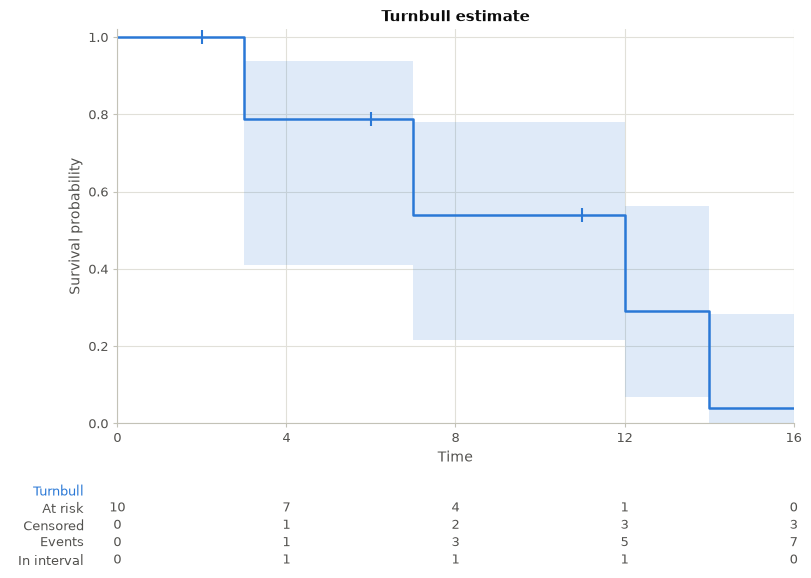 Turnbull estimate
1.0
0.8
0.6
0.4
0.2
0.0
Survival probability
0 4 8 12 16
Time
Turnbull
At risk 10 7 4 1 0
Censored 0 1 2 3 3
Events 0 1 3 5 7
In interval 0 1 1 1 0